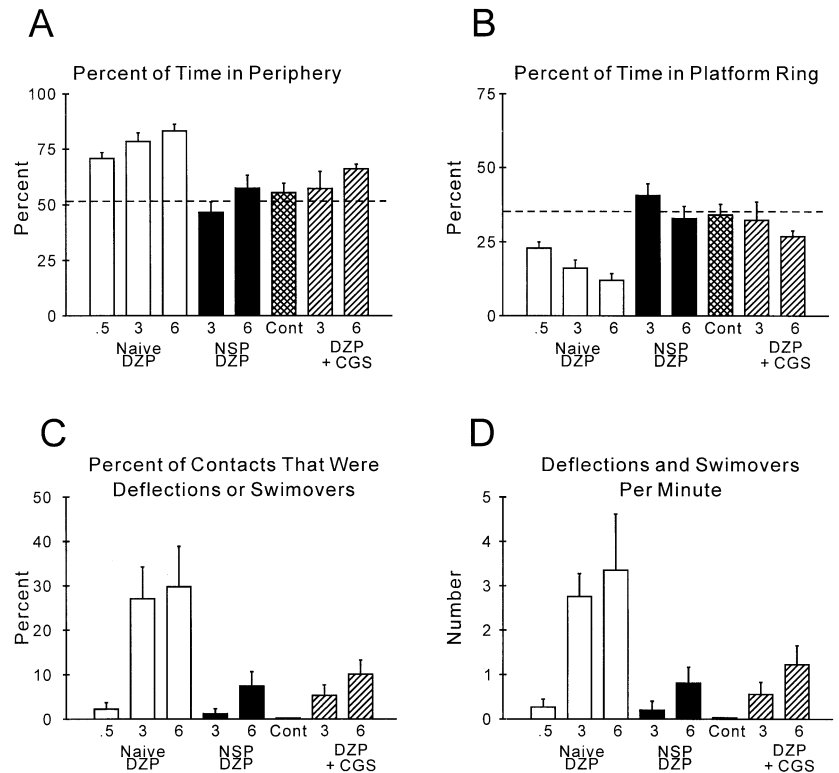 A
Percent of Time in Periphery
100
75
50
25
0
Percent
.5 3 6 3 6 Cont 3 6
Naive DZP
NSP DZP
DZP + CGS
B
Percent of Time in Platform Ring
75
50
25
0
Percent
.5 3 6 3 6 Cont 3 6
Naive DZP
NSP DZP
DZP + CGS
C
Percent of Contacts That Were
Deflections or Swimovers
50
40
30
20
10
0
Percent
.5 3 6 3 6 Cont 3 6
Naive DZP
NSP DZP
DZP + CGS
D
Deflections and Swimovers
Per Minute
5
4
3
2
1
0
Number
.5 3 6 3 6 Cont 3 6
Naive DZP
NSP DZP
DZP + CGS